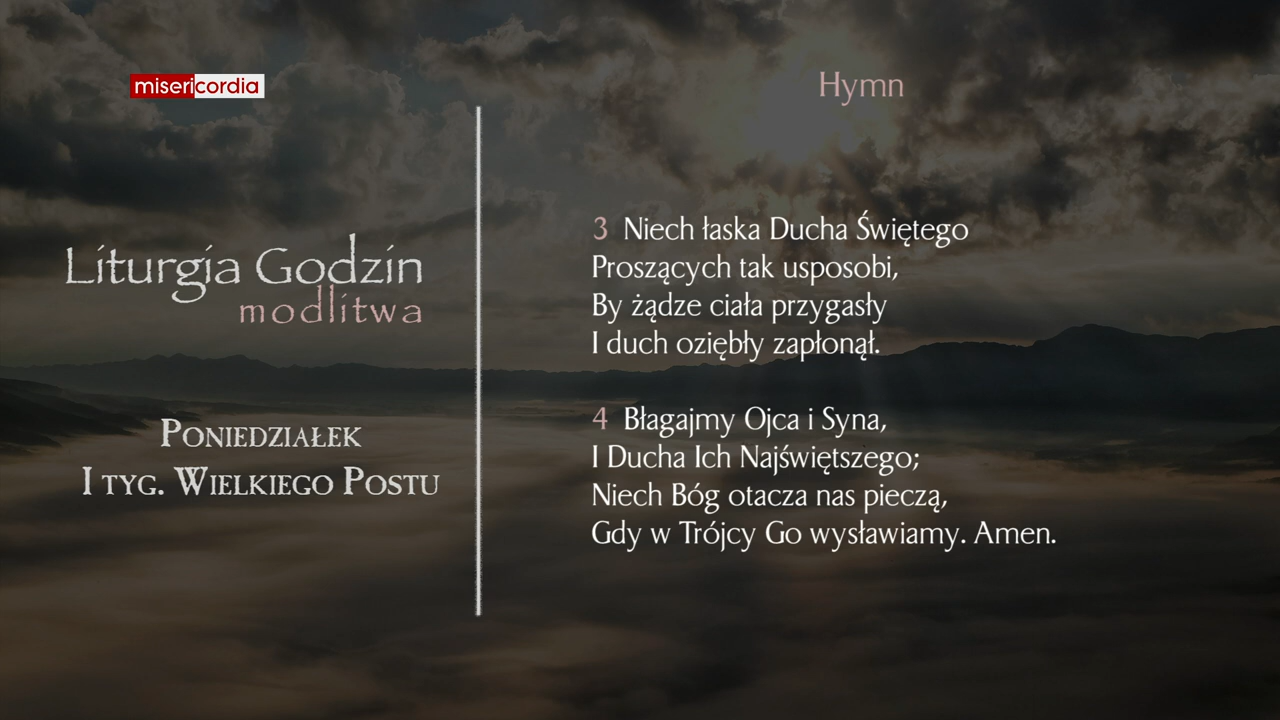 misericordia
Liturgia Godzin
modlitwa
Poniedziałek
I tyg. Wielkiego Postu
Hymn
3 Niech łaska Ducha Świętego
Proszących tak usposobi,
By żądze ciała przygasły
I duch oziębły zapłonął.
4 Błagajmy Ojca i Syna,
I Ducha Ich Najświętszego;
Niech Bóg otacza nas pieczą,
Gdy w Trójcy Go wysławiamy. Amen.